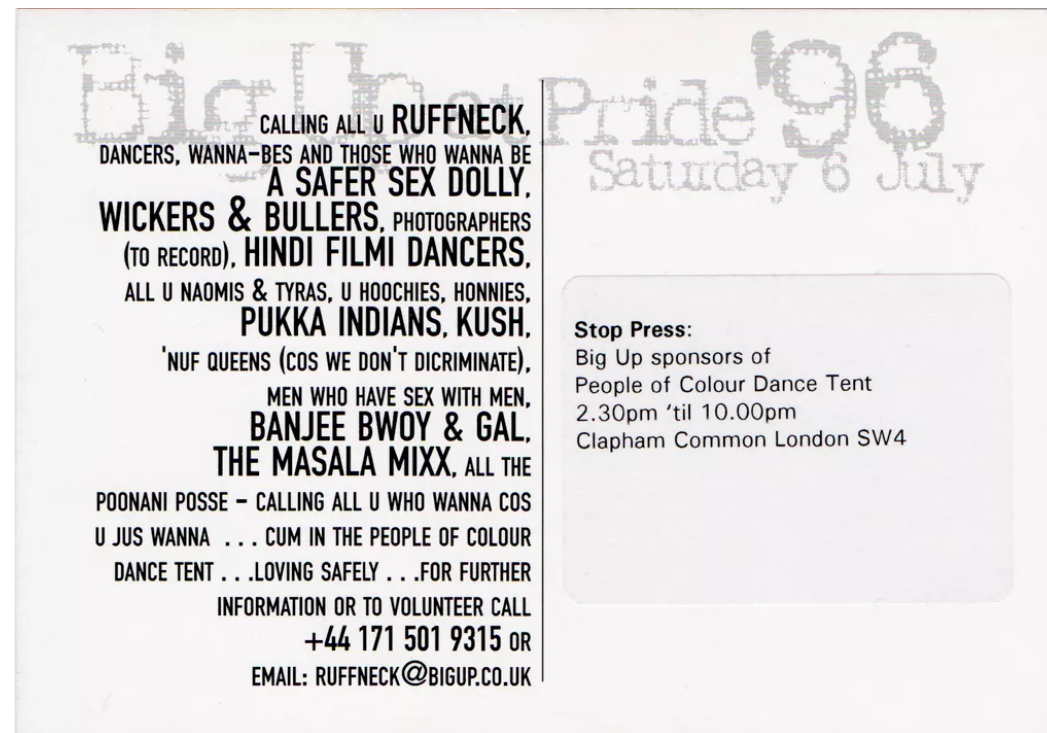 Big Up at Pride '96
Saturday 6 July
CALLING ALL U RUFFNECK,
DANCERS, WANNA-BES AND THOSE WHO WANNA BE
A SAFER SEX DOLLY,
WICKERS & BULLERS, PHOTOGRAPHERS
(TO RECORD), HINDI FILMI DANCERS,
ALL U NAOMIS & TYRAS, U HOOCHIES, HONNIES,
PUKKA INDIANS, KUSH,
'NUF QUEENS (COS WE DON'T DICRIMINATE),
MEN WHO HAVE SEX WITH MEN,
BANJEE BWOY & GAL,
THE MASALA MIXX, ALL THE
POONANI POSSE – CALLING ALL U WHO WANNA COS
U JUS WANNA ... CUM IN THE PEOPLE OF COLOUR
DANCE TENT ...LOVING SAFELY ...FOR FURTHER
INFORMATION OR TO VOLUNTEER CALL
+44 171 501 9315 OR
EMAIL: RUFFNECK@BIGUP.CO.UK
Stop Press:
Big Up sponsors of
People of Colour Dance Tent
2.30pm 'til 10.00pm
Clapham Common London SW4